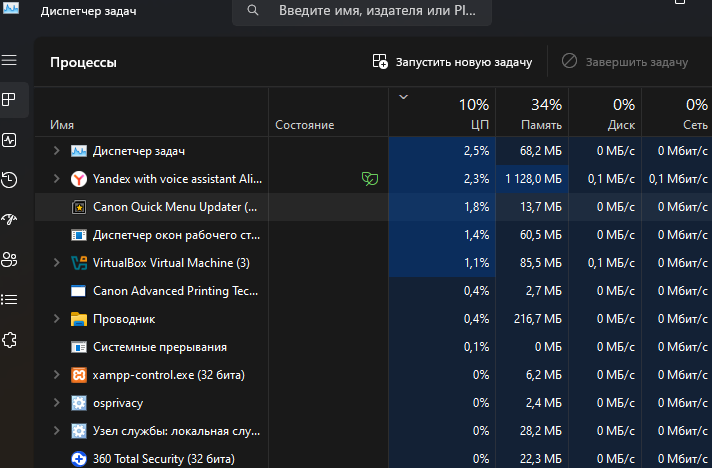 Диспетчер задач
Введите имя, издателя или PI...
Процессы
Запустить новую задачу
Завершить задачу
10% 34% 0% 0%
Имя Состояние ЦП Память Диск Сеть
Диспетчер задач 2,5% 68,2 МБ 0 МБ/с 0 Мбит/с
Yandex with voice assistant Ali... 2,3% 1 128,0 МБ 0,1 МБ/с 0,1 Мбит/с
Canon Quick Menu Updater (... 1,8% 13,7 МБ 0 МБ/с 0 Мбит/с
Диспетчер окон рабочего ст... 1,4% 60,5 МБ 0 МБ/с 0 Мбит/с
VirtualBox Virtual Machine (3) 1,1% 85,5 МБ 0,1 МБ/с 0 Мбит/с
Canon Advanced Printing Tec... 0,4% 2,7 МБ 0 МБ/с 0 Мбит/с
Проводник 0,4% 216,7 МБ 0 МБ/с 0 Мбит/с
Системные прерывания 0,1% 0 МБ 0 МБ/с 0 Мбит/с
xampp-control.exe (32 бита) 0% 6,2 МБ 0 МБ/с 0 Мбит/с
osprivacy 0% 2,4 МБ 0 МБ/с 0 Мбит/с
Узел службы: локальная слу... 0% 28,2 МБ 0 МБ/с 0 Мбит/с
360 Total Security (32 бита) 0% 22,3 МБ 0 МБ/с 0 Мбит/с